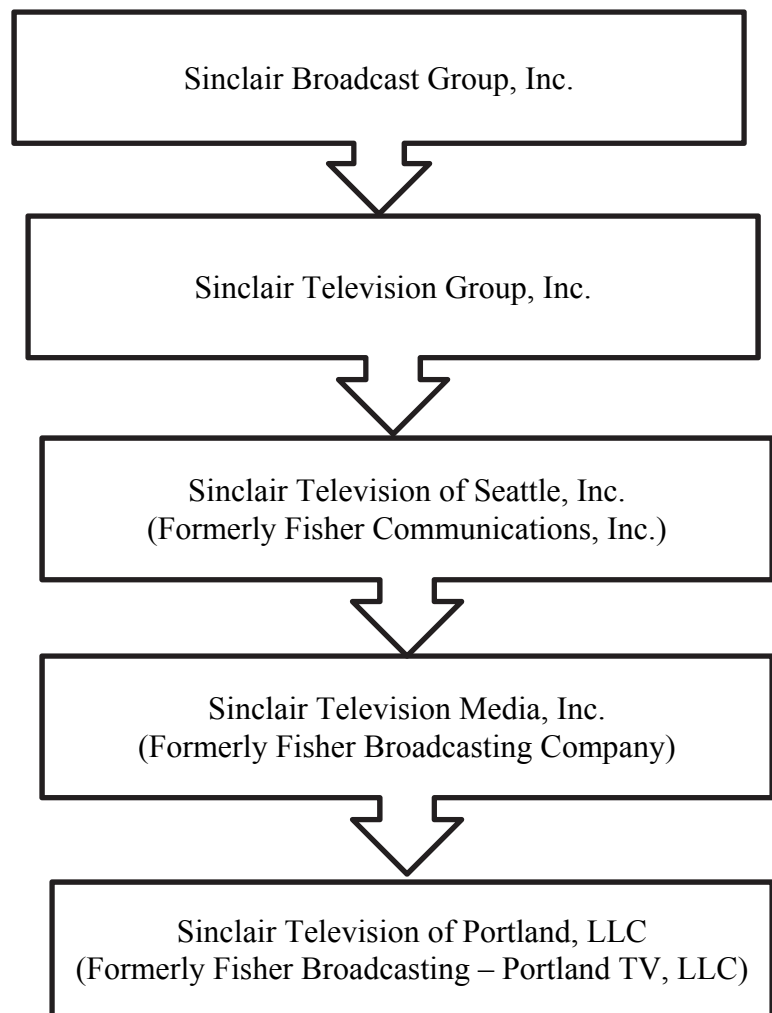 Sinclair Broadcast Group, Inc.
Sinclair Television Group, Inc.
Sinclair Television of Seattle, Inc.
(Formerly Fisher Communications, Inc.)
Sinclair Television Media, Inc.
(Formerly Fisher Broadcasting Company)
Sinclair Television of Portland, LLC
(Formerly Fisher Broadcasting – Portland TV, LLC)